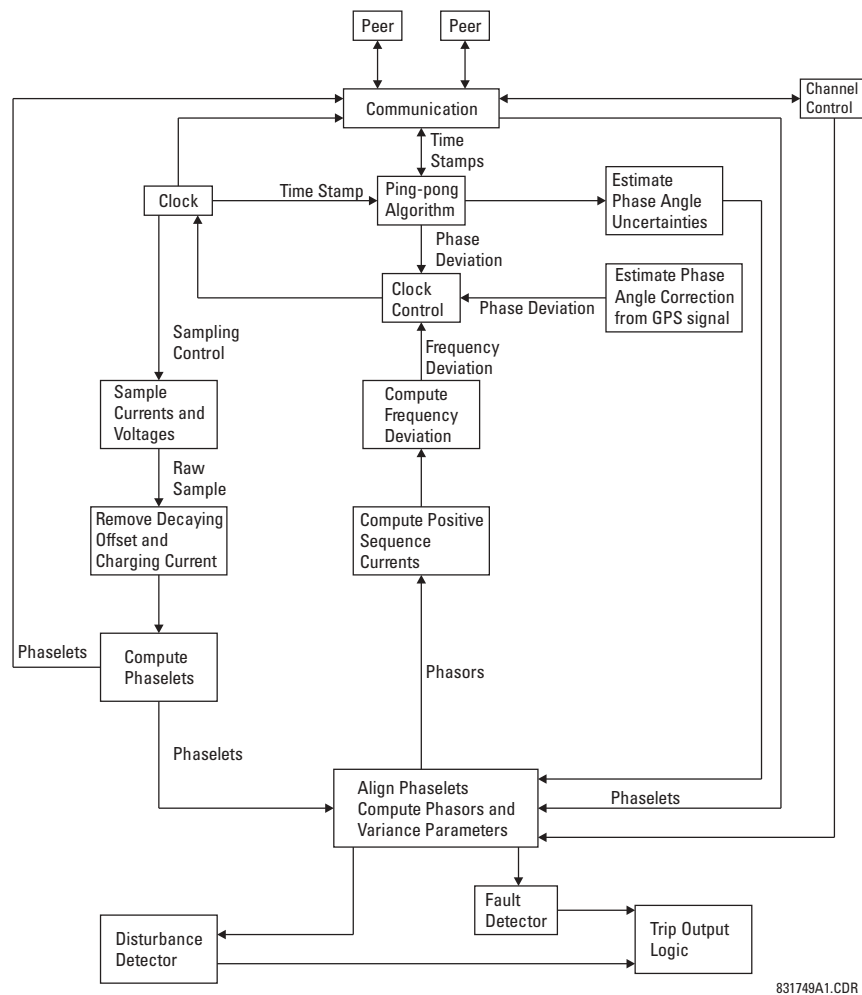 Peer
Peer
Communication
Channel
Control
Time
Stamps
Clock
Time Stamp
Ping-pong
Algorithm
Estimate
Phase Angle
Uncertainties
Phase
Deviation
Clock
Control
Phase Deviation
Estimate Phase
Angle Correction
from GPS signal
Sampling
Control
Frequency
Deviation
Sample
Currents and
Voltages
Compute
Frequency
Deviation
Raw
Sample
Remove Decaying
Offset and
Charging Current
Compute Positive
Sequence
Currents
Phaselets
Compute
Phaselets
Phasors
Phaselets
Align Phaselets
Compute Phasors and
Variance Parameters
Phaselets
Fault
Detector
Trip Output
Logic
Disturbance
Detector
831749A1.CDR